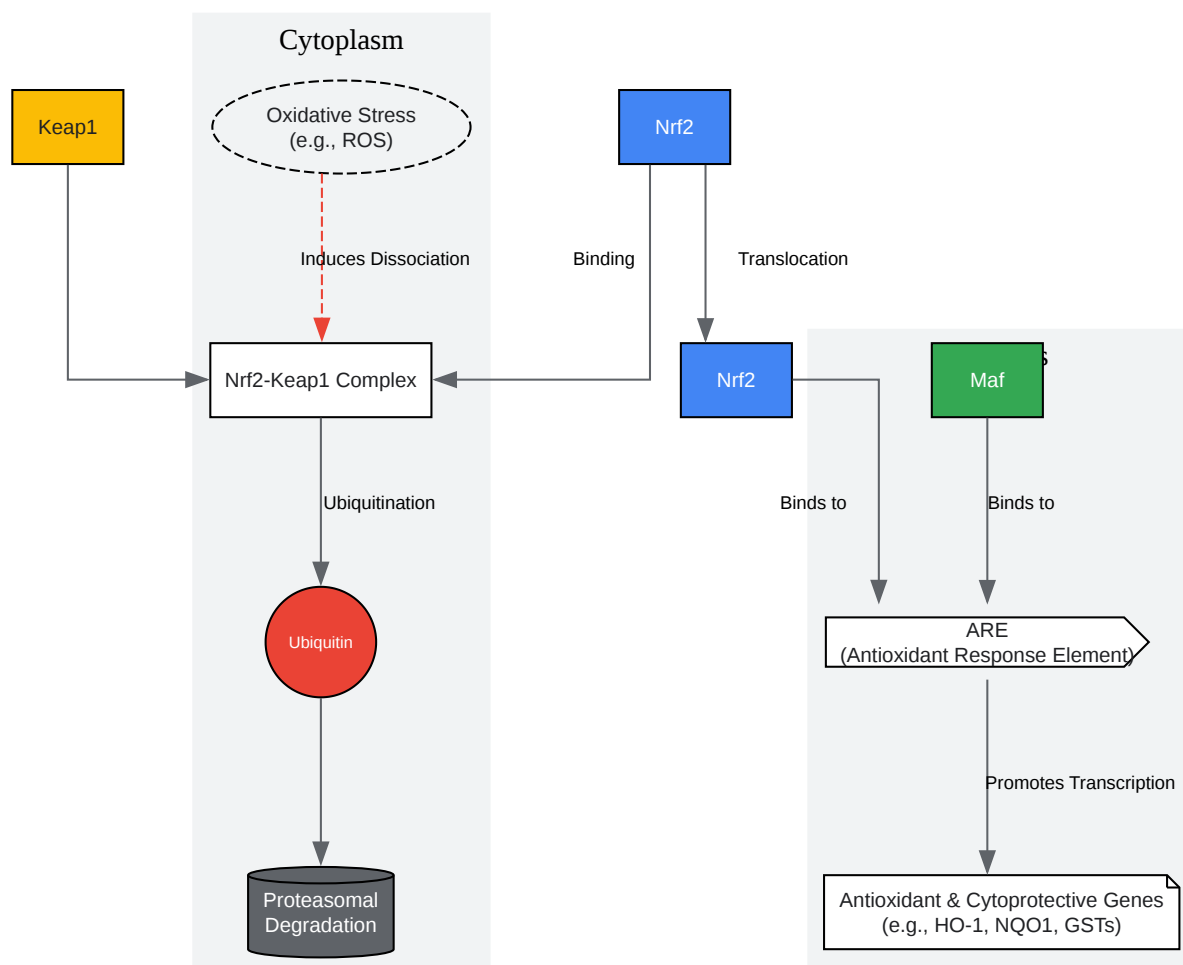 Cytoplasm
Keap1
Oxidative Stress
(e.g., ROS)
Nrf2
Induces Dissociation
Binding
Translocation
Nrf2-Keap1 Complex
Nrf2
Maf
Ubiquitination
Binds to
Binds to
Ubiquitin
ARE
(Antioxidant Response Element)
Promotes Transcription
Proteasomal
Degradation
Antioxidant & Cytoprotective Genes
(e.g., HO-1, NQO1, GSTs)